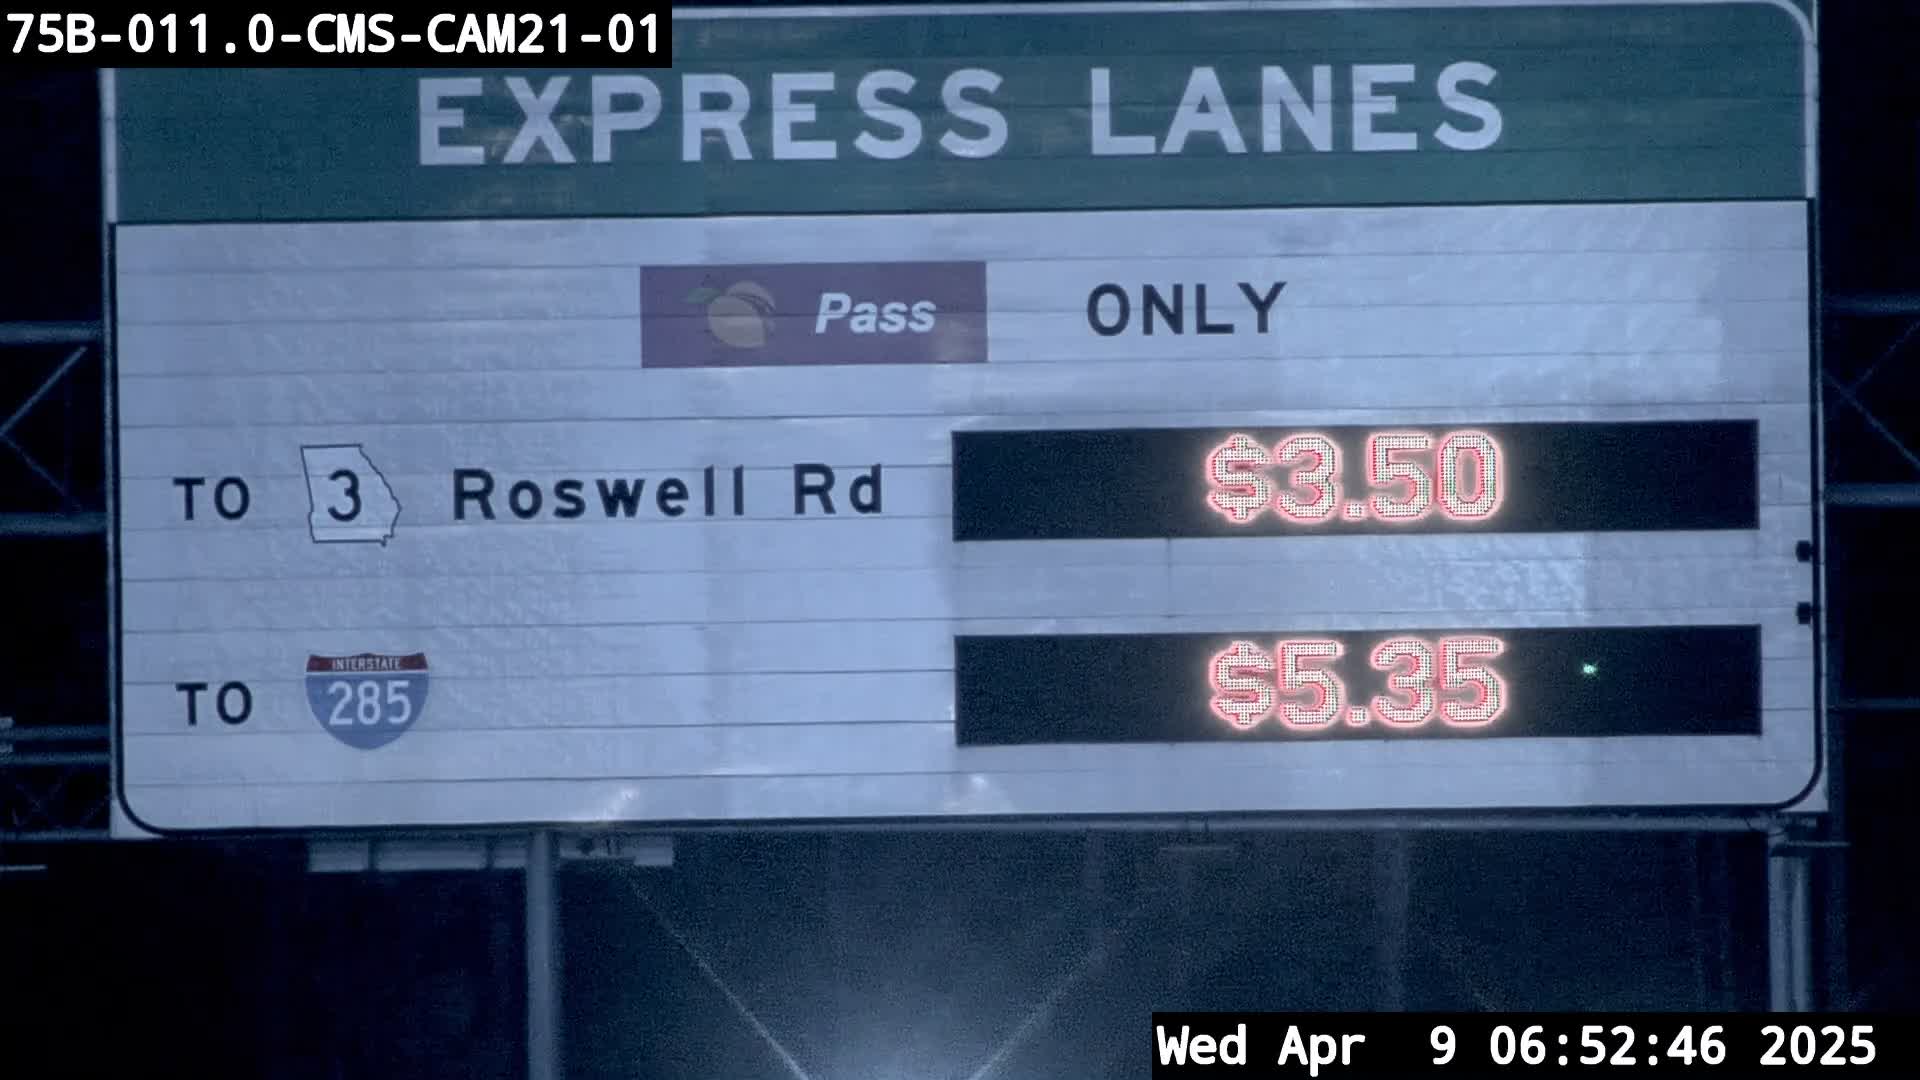 75B-011.0-CMS-CAM21-01
EXPRESS LANES
Pass ONLY
TO 3 Roswell Rd $3.50
TO INTERSTATE 285 $5.35
Wed Apr  9 06:52:46 2025